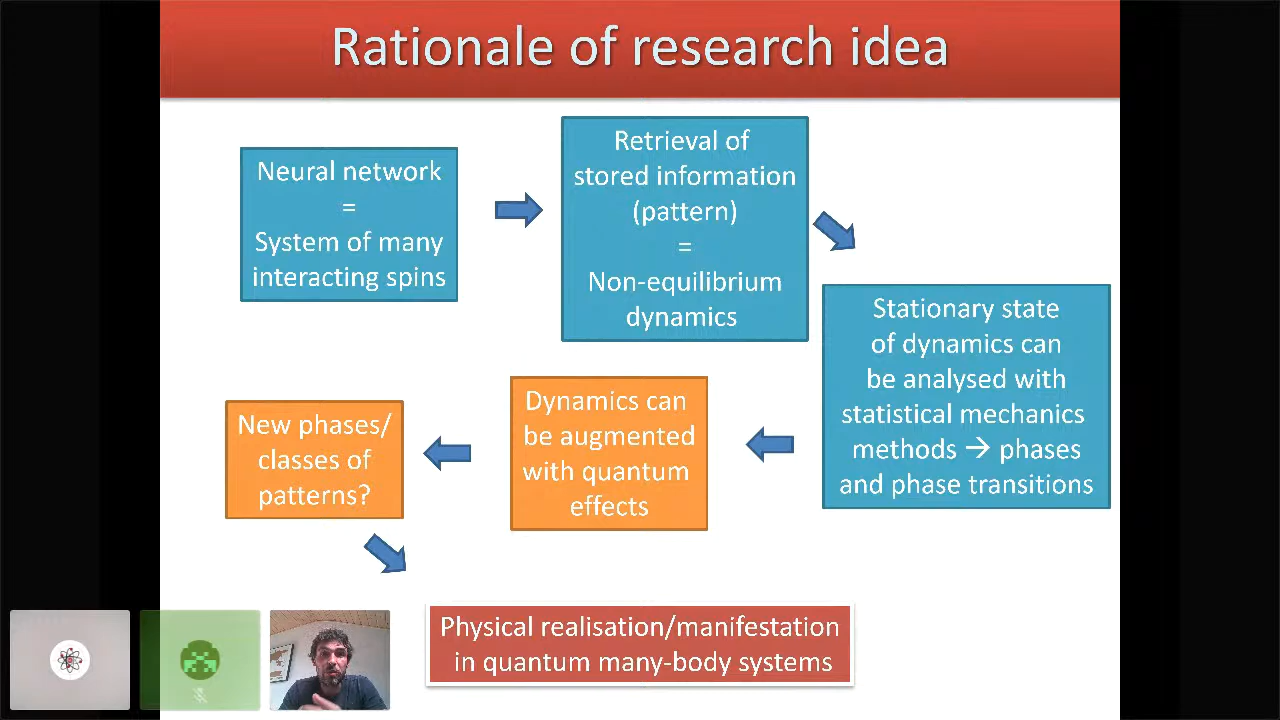 Rationale of research idea
Neural network
=
System of many
interacting spins
Retrieval of
stored information
(pattern)
=
Non-equilibrium
dynamics
Stationary state
of dynamics can
be analysed with
statistical mechanics
methods → phases
and phase transitions
Dynamics can
be augmented
with quantum
effects
New phases/
classes of
patterns?
Physical realisation/manifestation
in quantum many-body systems